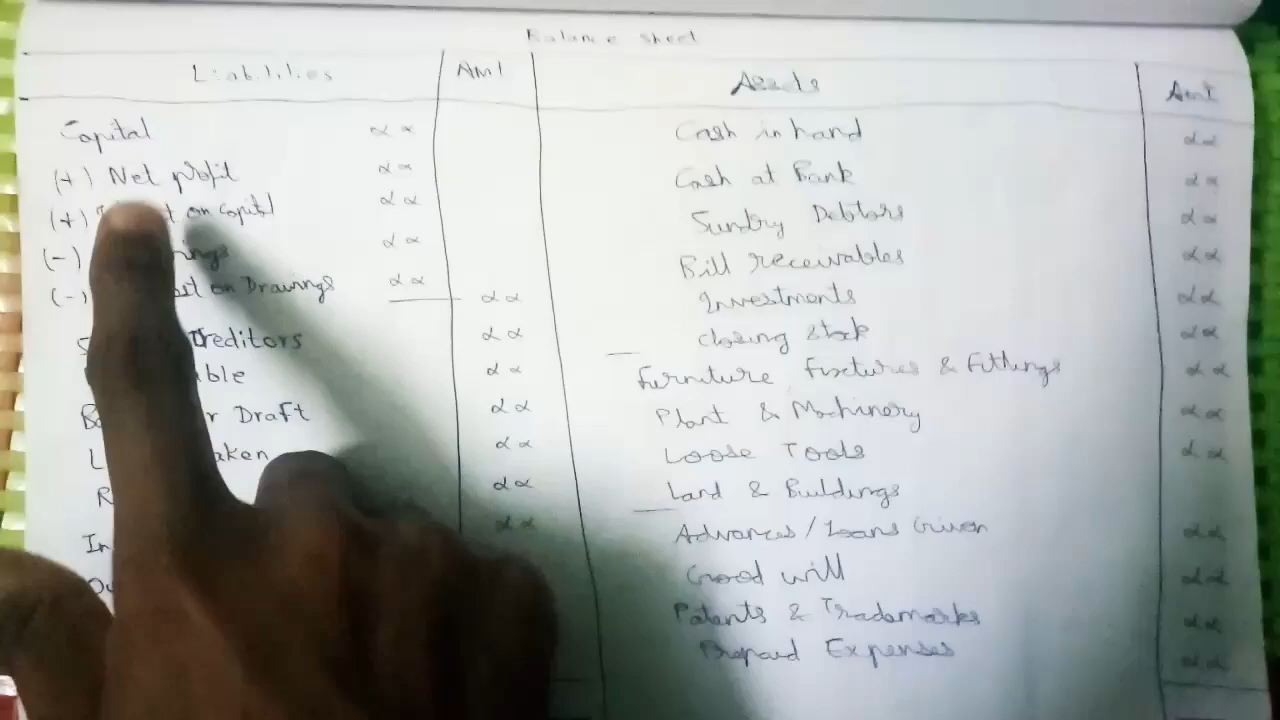 Balance Sheet
Liabilities Amt Assets Amt
Capital αα Cash in hand αα
(+) Net profit αα Cash at Bank αα
(+) on Capital αα Sundry Debtors αα
(-) αα Bill receivables αα
(-) on Drawings αα αα Investments αα
Creditors αα Closing Stock αα
αα Furniture, Fixtures & Fittings αα
Draft αα Plant & Machinery αα
αα Loose Tools αα
αα Land & Buildings
αα Advances / Loans Given αα
Good will αα
Patents & Trademarks αα
Prepaid Expenses αα